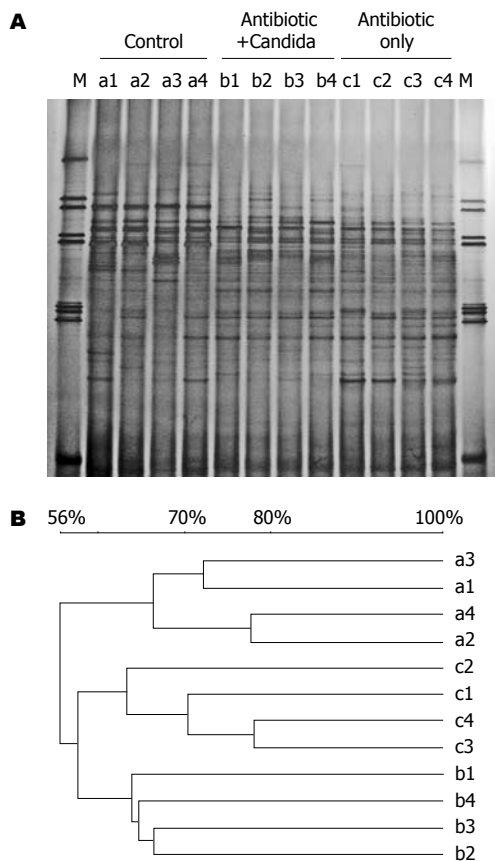 A
Control
Antibiotic
+Candida
Antibiotic
only
M a1 a2 a3 a4 b1 b2 b3 b4 c1 c2 c3 c4 M
B
56% 70% 80% 100%
a3
a1
a4
a2
c2
c1
c4
c3
b1
b4
b3
b2